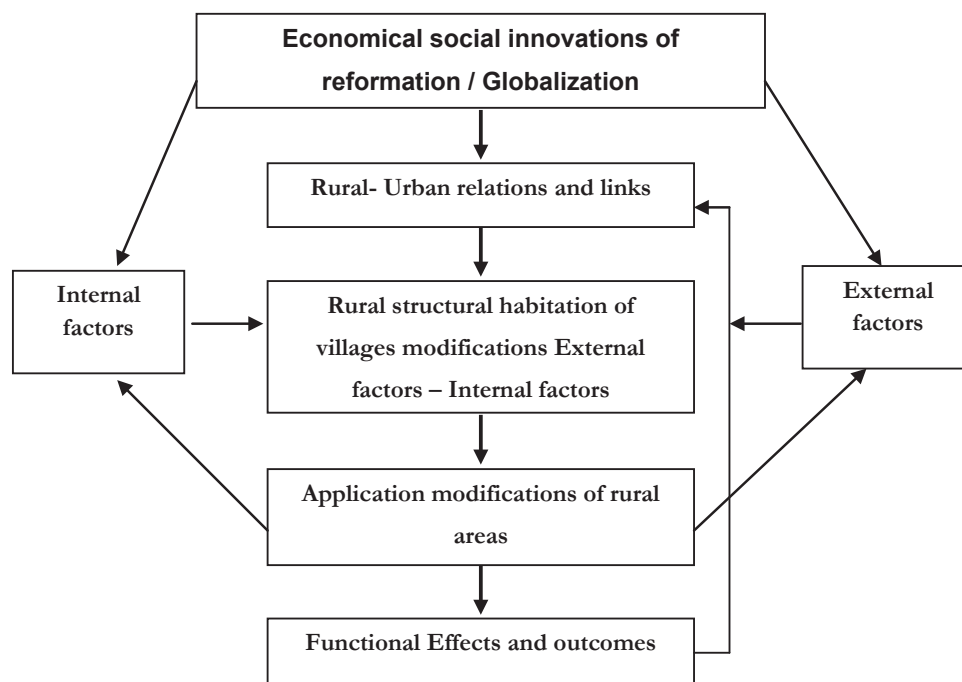 Economical social innovations of
reformation / Globalization
Rural- Urban relations and links
Internal
factors
Rural structural habitation of
villages modifications External
factors – Internal factors
External
factors
Application modifications of rural
areas
Functional Effects and outcomes